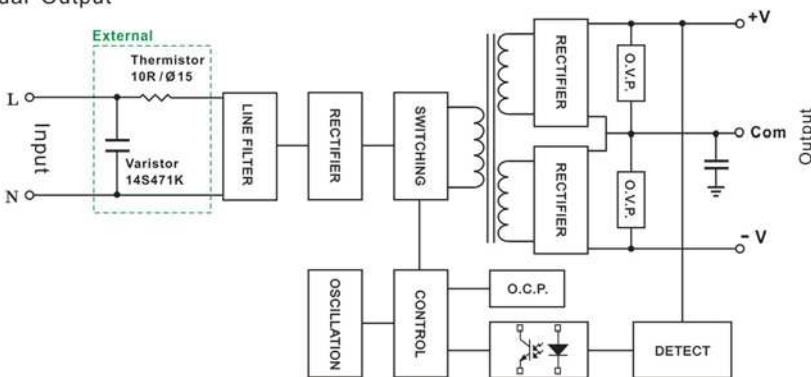 Output
External
Thermistor
10R/Ø15
L
N
Input
Varistor
14S471K
LINE FILTER
RECTIFIER
SWITCHING
RECTIFIER
RECTIFIER
O.V.P.
O.V.P.
+V
Com
- V
Output
OSCILLATION
CONTROL
O.C.P.
DETECT